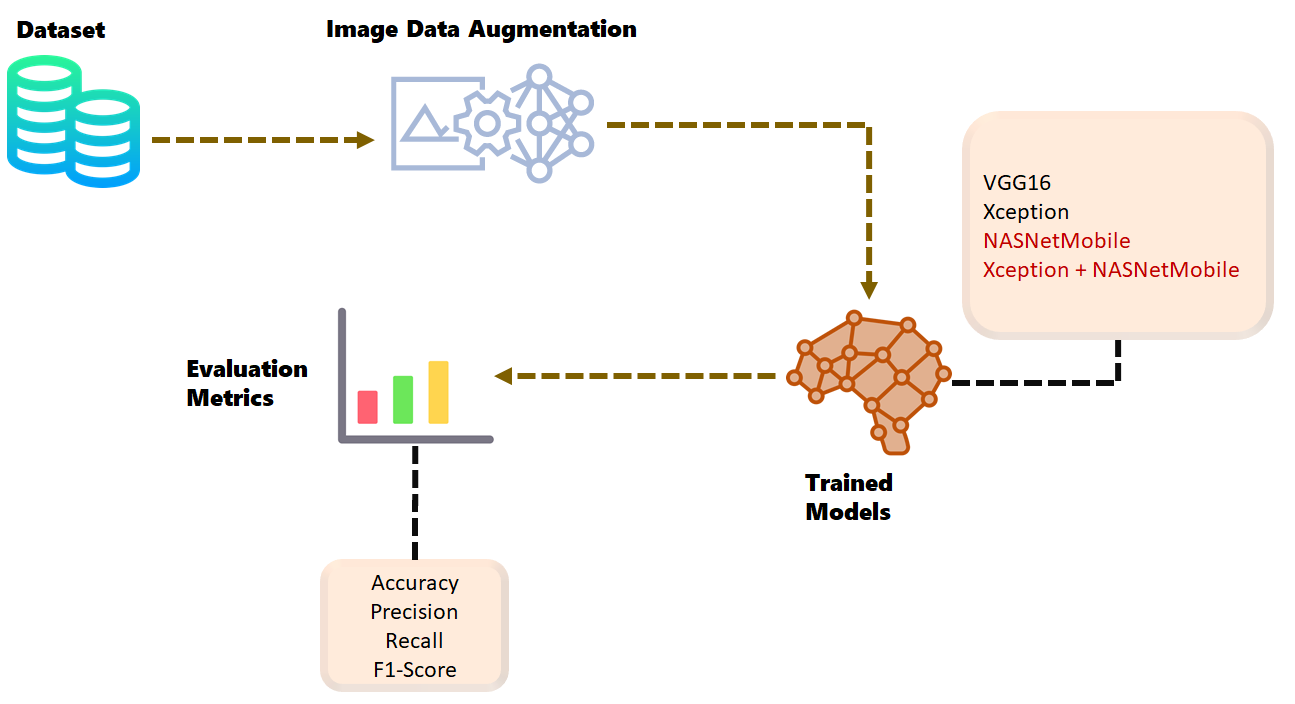 Dataset
Image Data Augmentation
VGG16
Xception
NASNetMobile
Xception + NASNetMobile
Evaluation
Metrics
Trained
Models
Accuracy
Precision
Recall
F1-Score